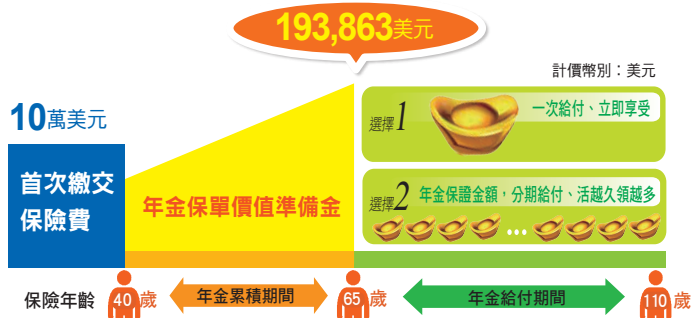 193,863美元
計價幣別：美元
10萬美元
首次繳交
保險費
年金保單價值準備金
選擇1
一次給付、立即享受
選擇2
年金保證金額，分期給付、活越久領越多
...
保險年齡
40歲
年金累積期間
65歲
年金給付期間
110歲